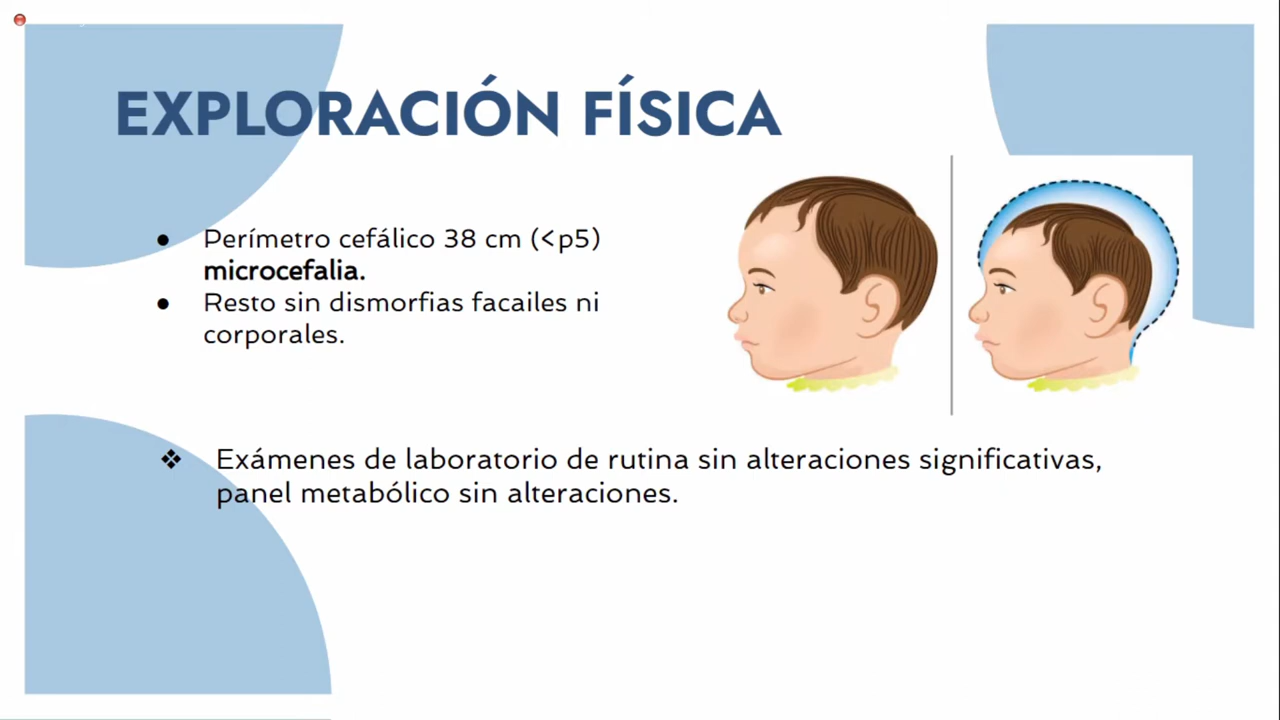 EXPLORACIÓN FÍSICA
● Perímetro cefálico 38 cm (<p5)
microcefalia.
● Resto sin dismorfias facailes ni
corporales.
❖ Exámenes de laboratorio de rutina sin alteraciones significativas,
panel metabólico sin alteraciones.